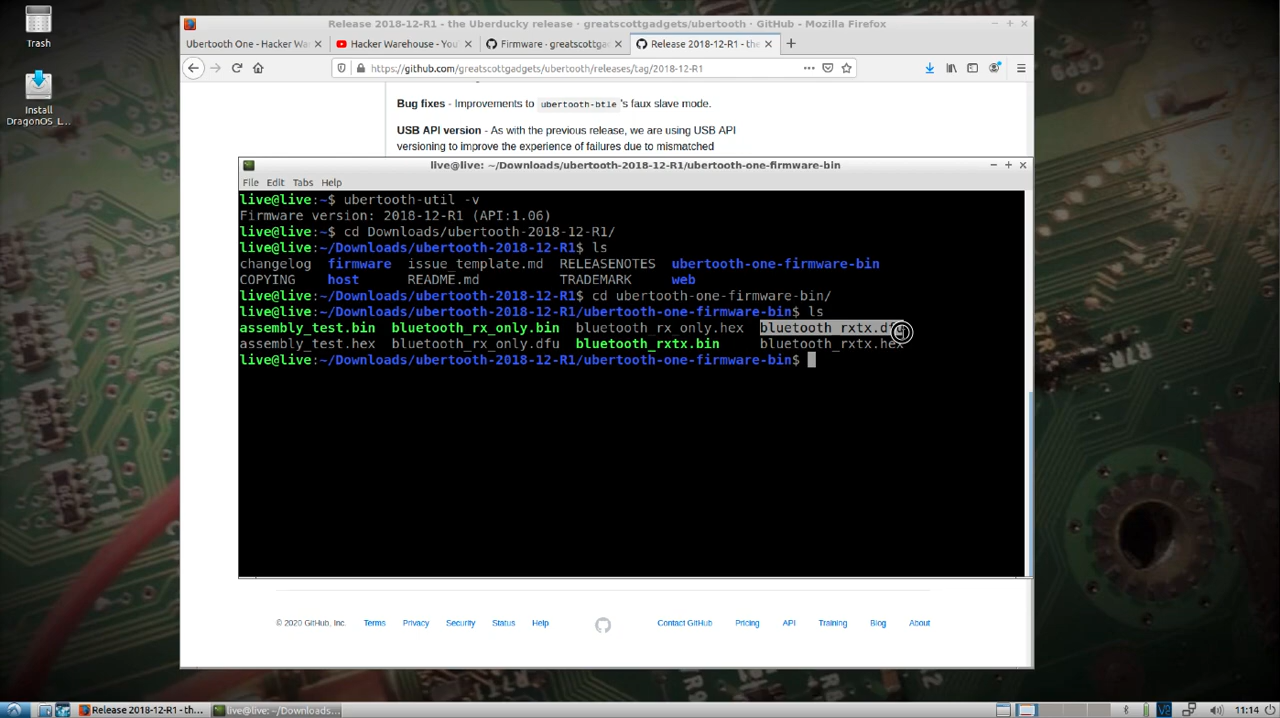 Trash
Install
DragonOS_L...
Release 2018-12-R1 - the Uberducky release · greatscottgadgets/ubertooth · GitHub - Mozilla Firefox
Ubertooth One - Hacker Wa
Hacker Warehouse - You
Firmware · greatscottga
Release 2018-12-R1 - the
https://github.com/greatscottgadgets/ubertooth/releases/tag/2018-12-R1
Bug fixes - Improvements to ubertooth-btle 's faux slave mode.
USB API version - As with the previous release, we are using USB API
versioning to improve the experience of failures due to mismatched
live@live: ~/Downloads/ubertooth-2018-12-R1/ubertooth-one-firmware-bin
File Edit Tabs Help
live@live:~$ ubertooth-util -v
Firmware version: 2018-12-R1 (API:1.06)
live@live:~$ cd Downloads/ubertooth-2018-12-R1/
live@live:~/Downloads/ubertooth-2018-12-R1$ ls
changelog firmware issue_template.md RELEASENOTES ubertooth-one-firmware-bin
COPYING host README.md TRADEMARK web
live@live:~/Downloads/ubertooth-2018-12-R1$ cd ubertooth-one-firmware-bin/
live@live:~/Downloads/ubertooth-2018-12-R1/ubertooth-one-firmware-bin$ ls
assembly_test.bin bluetooth_rx_only.bin bluetooth_rx_only.hex bluetooth_rxtx.dfu
assembly_test.hex bluetooth_rx_only.dfu bluetooth_rxtx.bin bluetooth_rxtx.hex
live@live:~/Downloads/ubertooth-2018-12-R1/ubertooth-one-firmware-bin$
© 2020 GitHub, Inc. Terms Privacy Security Status Help Contact GitHub Pricing API Training Blog About
Release 2018-12-R1 - th...
live@live: ~/Downloads...
11:14